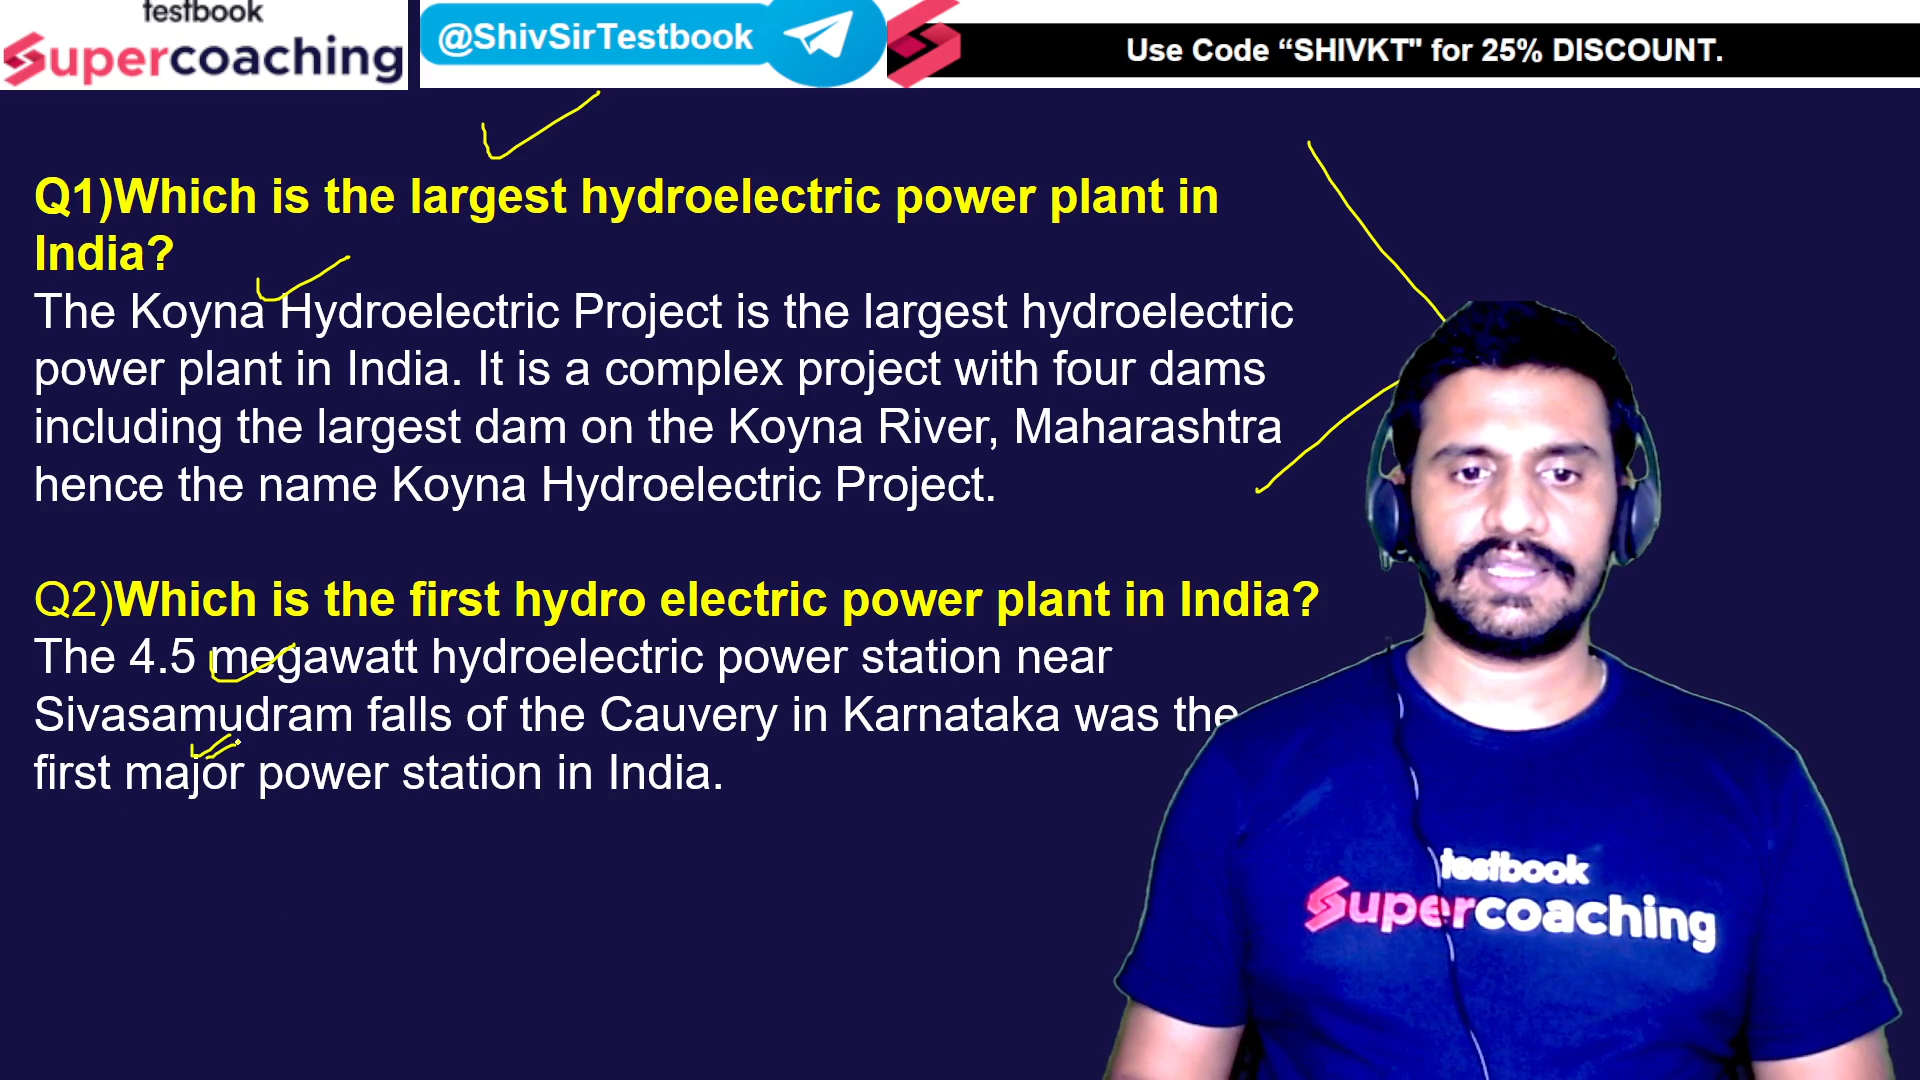 testbook
Supercoaching
@ShivSirTestbook
Use Code “SHIVKT" for 25% DISCOUNT.
Q1)Which is the largest hydroelectric power plant in
India?
The Koyna Hydroelectric Project is the largest hydroelectric
power plant in India. It is a complex project with four dams
including the largest dam on the Koyna River, Maharashtra
hence the name Koyna Hydroelectric Project.
Q2)Which is the first hydro electric power plant in India?
The 4.5 megawatt hydroelectric power station near
Sivasamudram falls of the Cauvery in Karnataka was the
first major power station in India.
testbook
Supercoaching